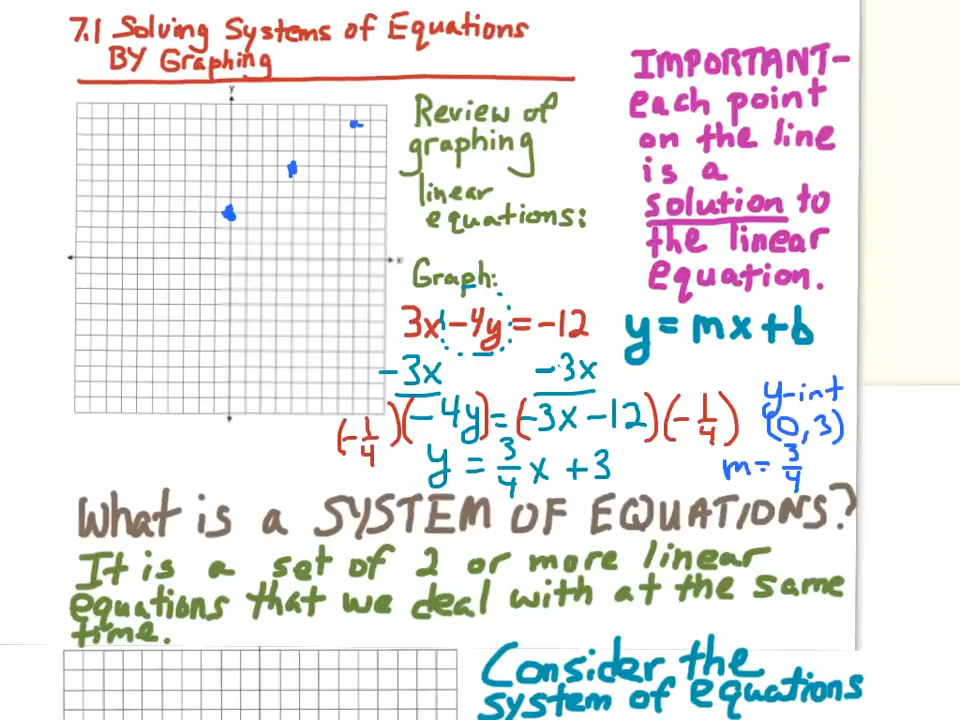 7.1 Solving Systems of Equations
BY Graphing
y
x
Review of
graphing
linear
equations:
Graph:
3x - 4y = -12
-3x -3x
(-1/4)(-4y) = (-3x - 12)(-1/4)
y = 3/4 x + 3
IMPORTANT-
each point
on the line
is a
solution to
the linear
equation.
y = mx + b
y-int
(0, 3)
m = 3/4
What is a SYSTEM OF EQUATIONS?
It is a set of 2 or more linear
equations that we deal with at the same
time.
Consider the
system of equations